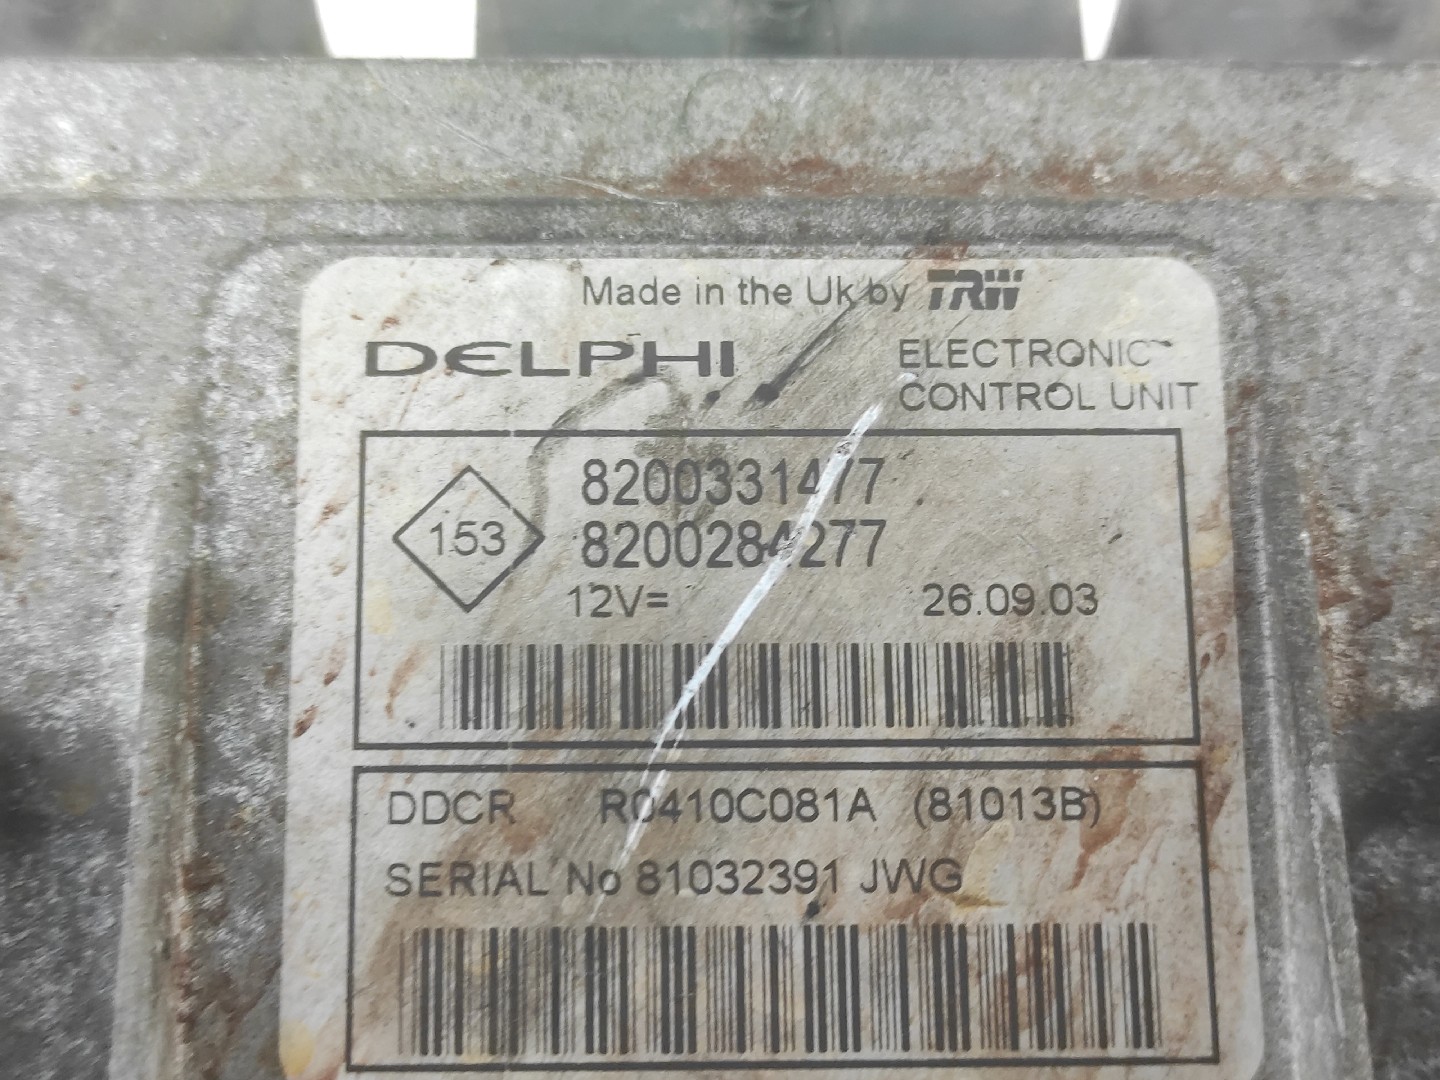 Made in the Uk by TRW
DELPHI
ELECTRONIC
CONTROL UNIT
153
8200331477
8200284277
12V=
26.09.03
DDCR R0410C081A (81013B)
SERIAL No 81032391 JWG